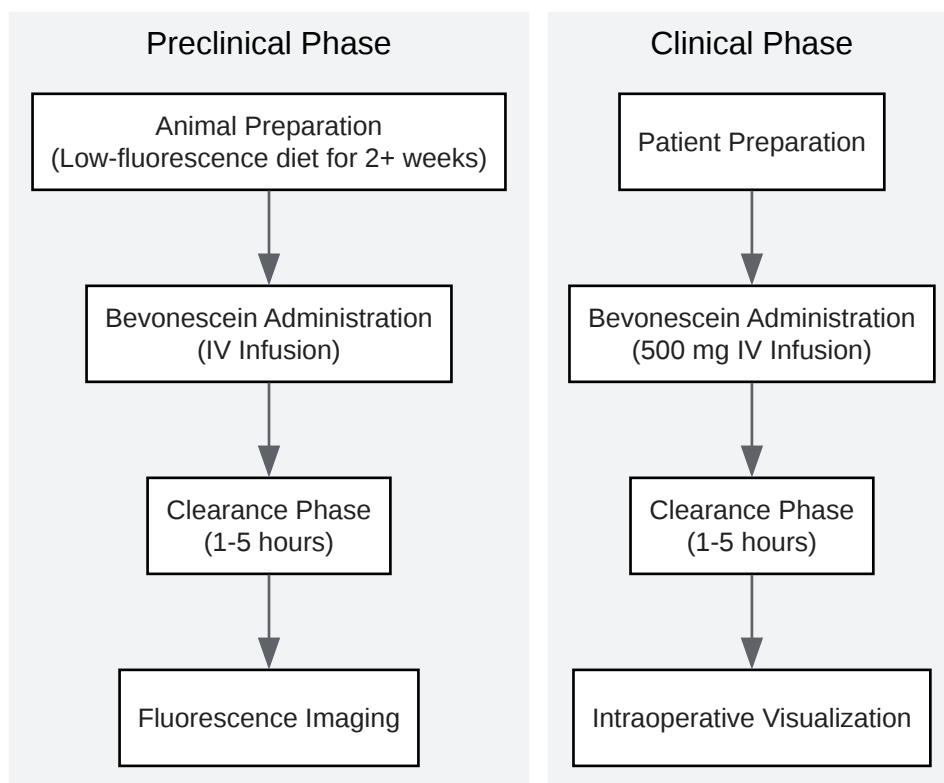 Preclinical Phase
Animal Preparation
(Low-fluorescence diet for 2+ weeks)
Bevonescein Administration
(IV Infusion)
Clearance Phase
(1-5 hours)
Fluorescence Imaging
Clinical Phase
Patient Preparation
Bevonescein Administration
(500 mg IV Infusion)
Clearance Phase
(1-5 hours)
Intraoperative Visualization